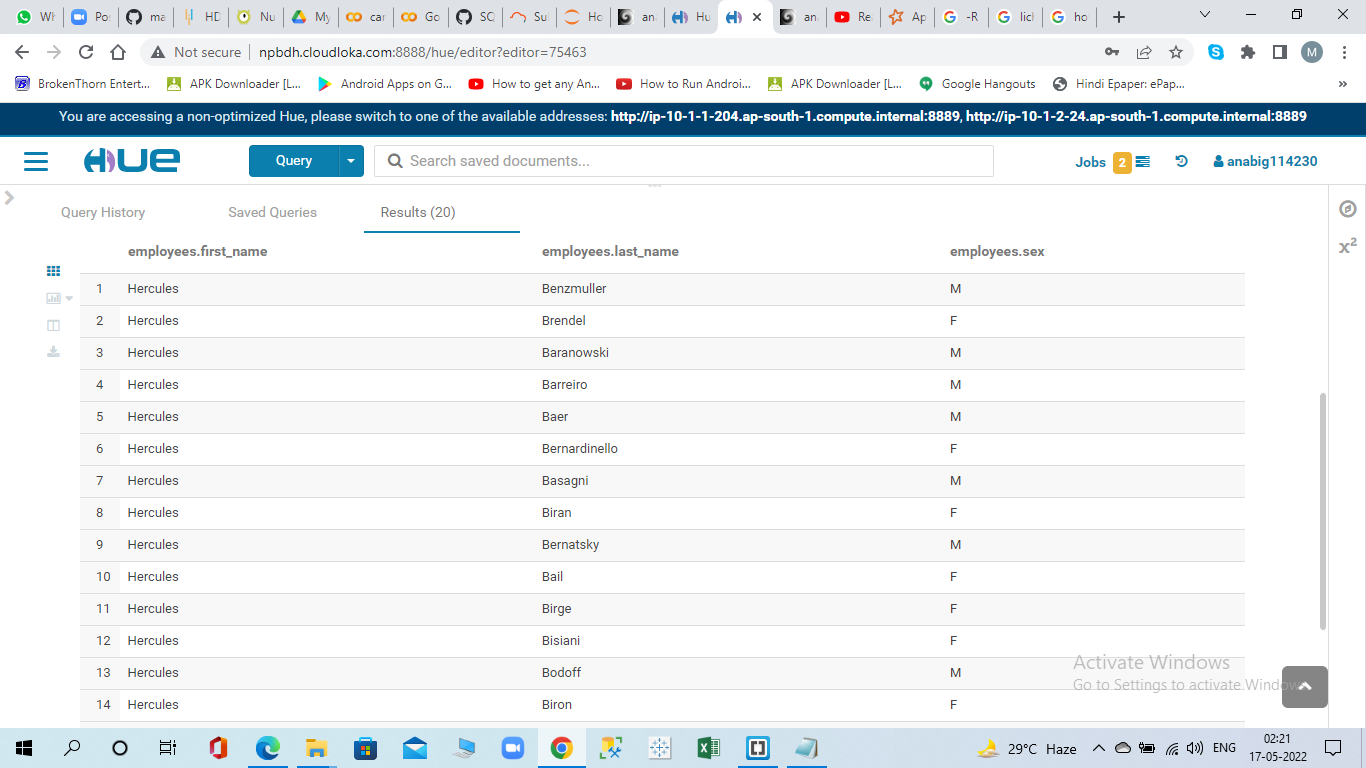 Wh Po: ma HD Nu My car Go SQ Su Ho an Hu an Re Ap -R licl ho
Not secure | npbdh.cloudloka.com:8888/hue/editor?editor=75463 M
BrokenThorn Entert... APK Downloader [L... Android Apps on G... How to get any An... How to Run Androi... APK Downloader [L... Google Hangouts Hindi Epaper: ePap... »
You are accessing a non-optimized Hue, please switch to one of the available addresses: http://ip-10-1-1-204.ap-south-1.compute.internal:8889, http://ip-10-1-2-24.ap-south-1.compute.internal:8889
HUE Query Search saved documents... Jobs 2 anabig114230
Query History Saved Queries Results (20)
employees.first_name employees.last_name employees.sex
1 Hercules Benzmuller M
2 Hercules Brendel F
3 Hercules Baranowski M
4 Hercules Barreiro M
5 Hercules Baer M
6 Hercules Bernardinello F
7 Hercules Basagni M
8 Hercules Biran F
9 Hercules Bernatsky M
10 Hercules Bail F
11 Hercules Birge F
12 Hercules Bisiani F
13 Hercules Bodoff M
14 Hercules Biron F
x²
Activate Windows
Go to Settings to activate Windows
29°C Haze ENG 02:21
17-05-2022